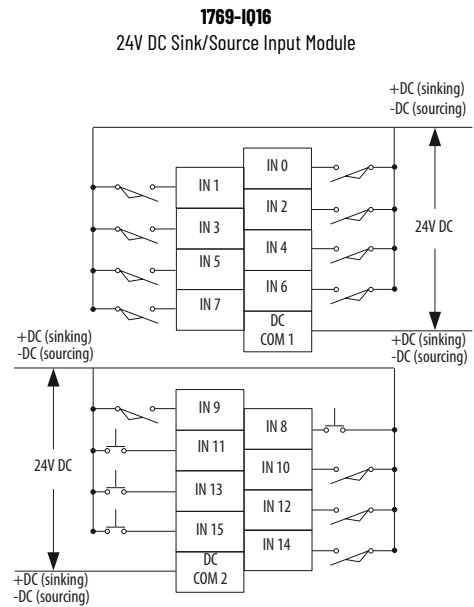 1769-IQ16
24V DC Sink/Source Input Module
+DC (sinking)
-DC (sourcing)
IN 0
IN 1
IN 2
IN 3
24V DC
IN 4
IN 5
IN 6
IN 7
DC
COM 1
+DC (sinking)
-DC (sourcing)
+DC (sinking)
-DC (sourcing)
IN 9
IN 8
IN 11
24V DC
IN 10
IN 13
IN 12
IN 15
IN 14
DC
COM 2
+DC (sinking)
-DC (sourcing)